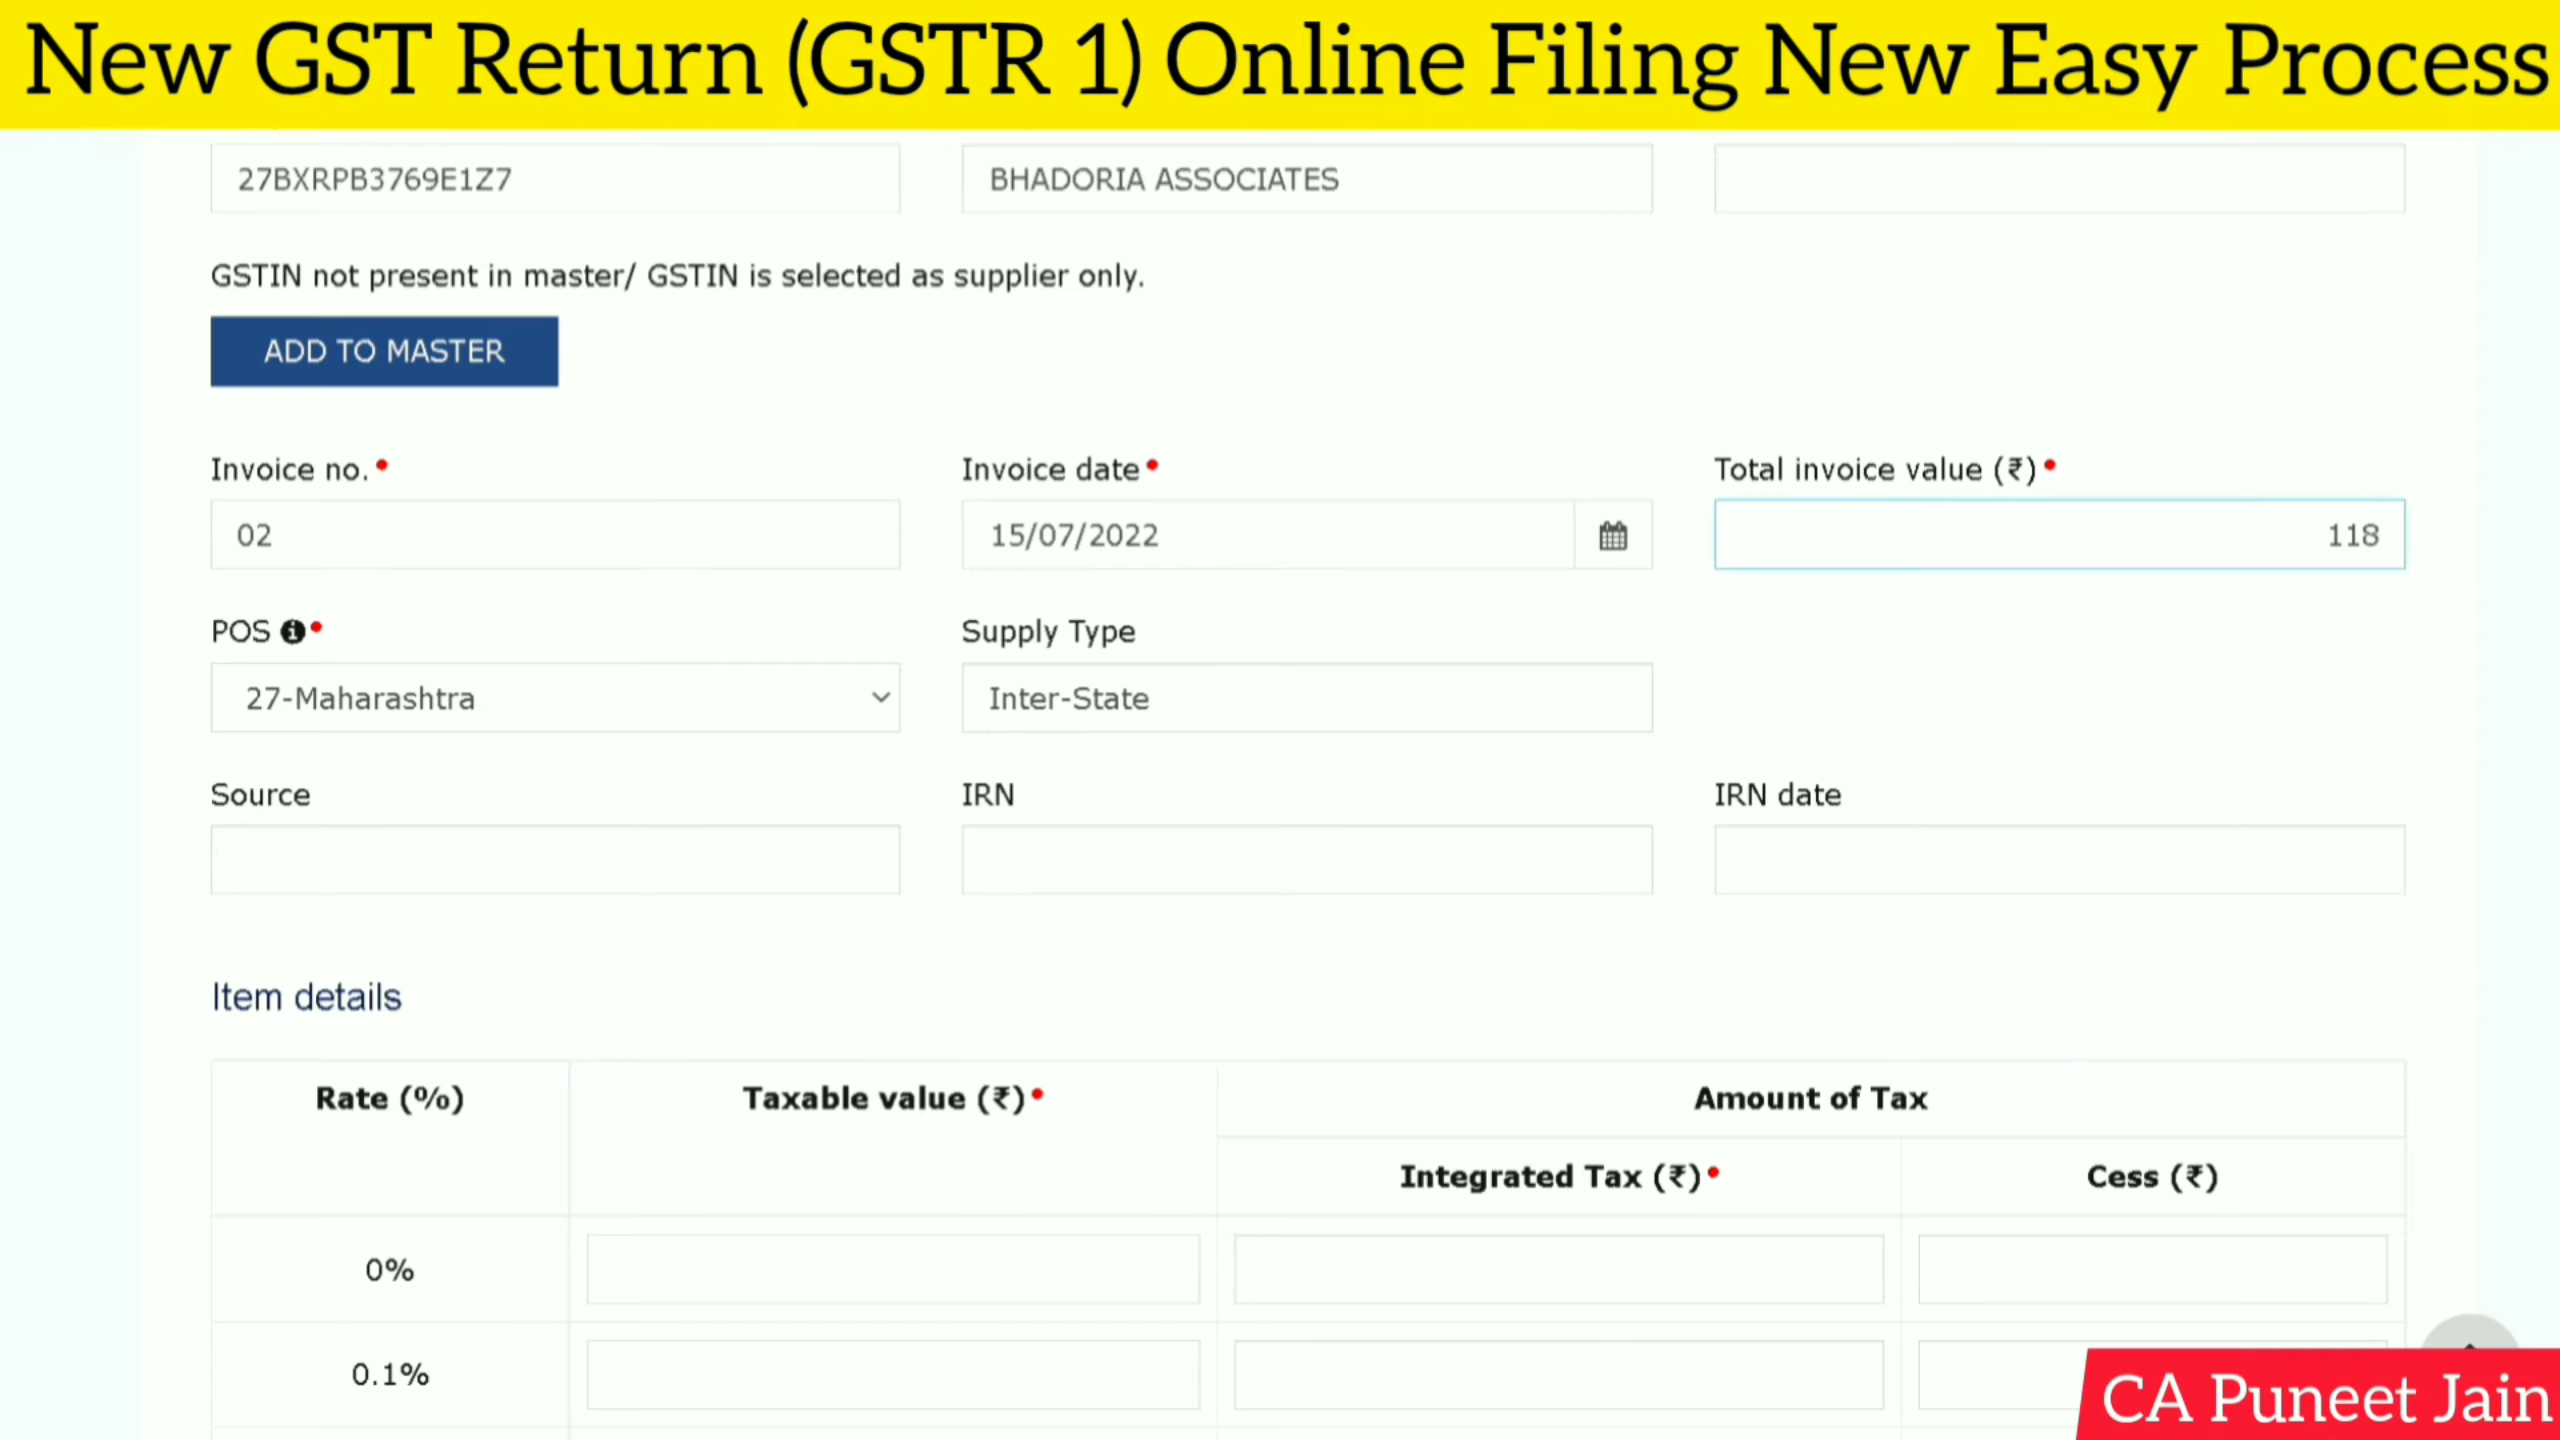 New GST Return (GSTR 1) Online Filing New Easy Process
27BXRPB3769E1Z7
BHADORIA ASSOCIATES
GSTIN not present in master/ GSTIN is selected as supplier only.
ADD TO MASTER
Invoice no.
Invoice date
Total invoice value (₹)
02
15/07/2022
118
POS
Supply Type
27-Maharashtra
Inter-State
Source
IRN
IRN date
Item details
Rate (%)
Taxable value (₹)
Amount of Tax
Integrated Tax (₹)
Cess (₹)
0%
0.1%
CA Puneet Jain